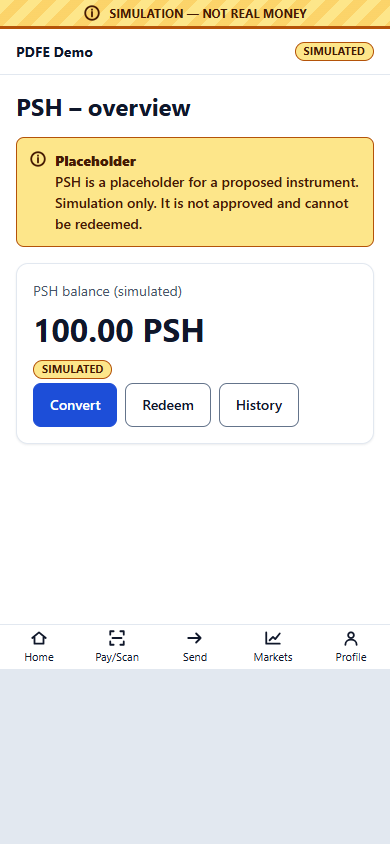 SIMULATION — NOT REAL MONEY
PDFE Demo
SIMULATED
PSH – overview
Placeholder
PSH is a placeholder for a proposed instrument.
Simulation only. It is not approved and cannot
be redeemed.
PSH balance (simulated)
100.00 PSH
SIMULATED
Convert
Redeem
History
Home
Pay/Scan
Send
Markets
Profile